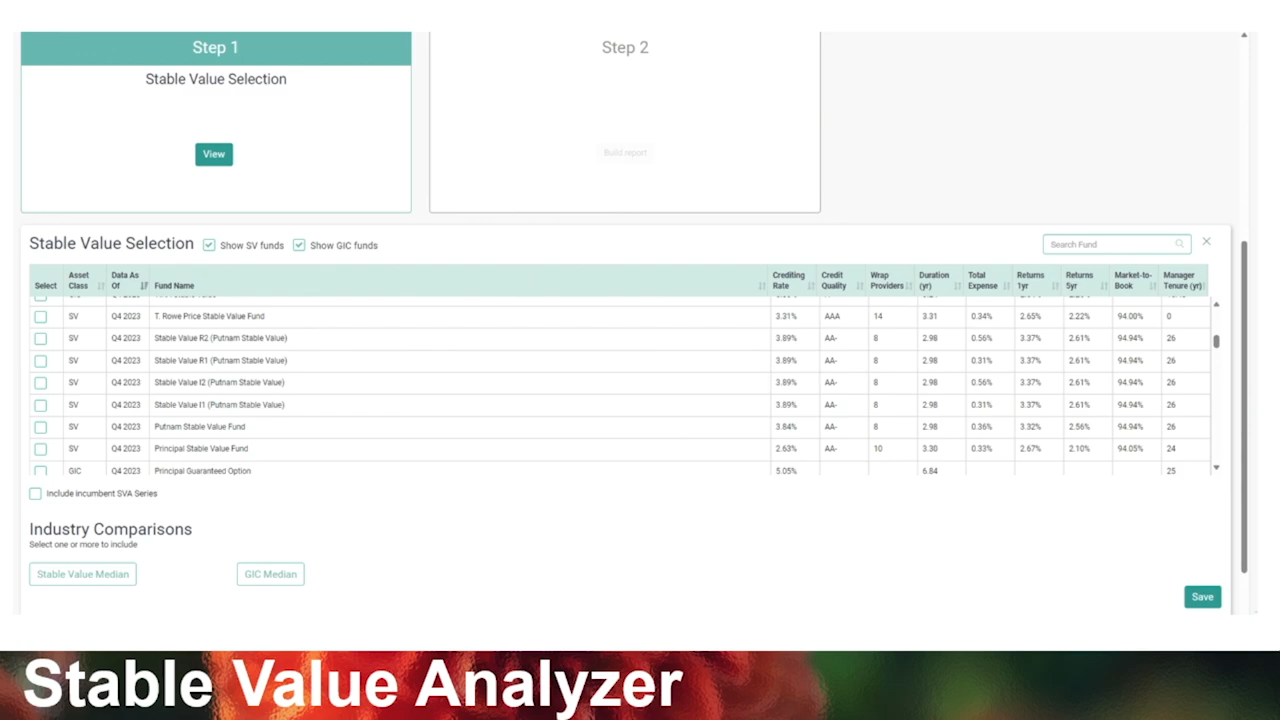 Step 1
Step 2
Stable Value Selection
View
Build report
Stable Value Selection Show SV funds Show GIC funds Search Fund
Select Asset Class Data As Of Fund Name Crediting Rate Credit Quality Wrap Providers Duration (yr) Total Expense Returns 1yr Returns 5yr Market-to-Book Manager Tenure (yr)
SV Q4 2023 T. Rowe Price Stable Value Fund 3.31% AAA 14 3.31 0.34% 2.65% 2.22% 94.00% 0
SV Q4 2023 Stable Value R2 (Putnam Stable Value) 3.89% AA- 8 2.98 0.56% 3.37% 2.61% 94.94% 26
SV Q4 2023 Stable Value R1 (Putnam Stable Value) 3.89% AA- 8 2.98 0.31% 3.37% 2.61% 94.94% 26
SV Q4 2023 Stable Value I2 (Putnam Stable Value) 3.89% AA- 8 2.98 0.56% 3.37% 2.61% 94.94% 26
SV Q4 2023 Stable Value I1 (Putnam Stable Value) 3.89% AA- 8 2.98 0.31% 3.37% 2.61% 94.94% 26
SV Q4 2023 Putnam Stable Value Fund 3.84% AA- 8 2.98 0.36% 3.32% 2.56% 94.94% 26
SV Q4 2023 Principal Stable Value Fund 2.63% AA- 10 3.30 0.33% 2.67% 2.10% 94.05% 24
GIC Q4 2023 Principal Guaranteed Option 5.05% 6.84 25
Include incumbent SVA Series
Industry Comparisons
Select one or more to include
Stable Value Median GIC Median
Save
Stable Value Analyzer